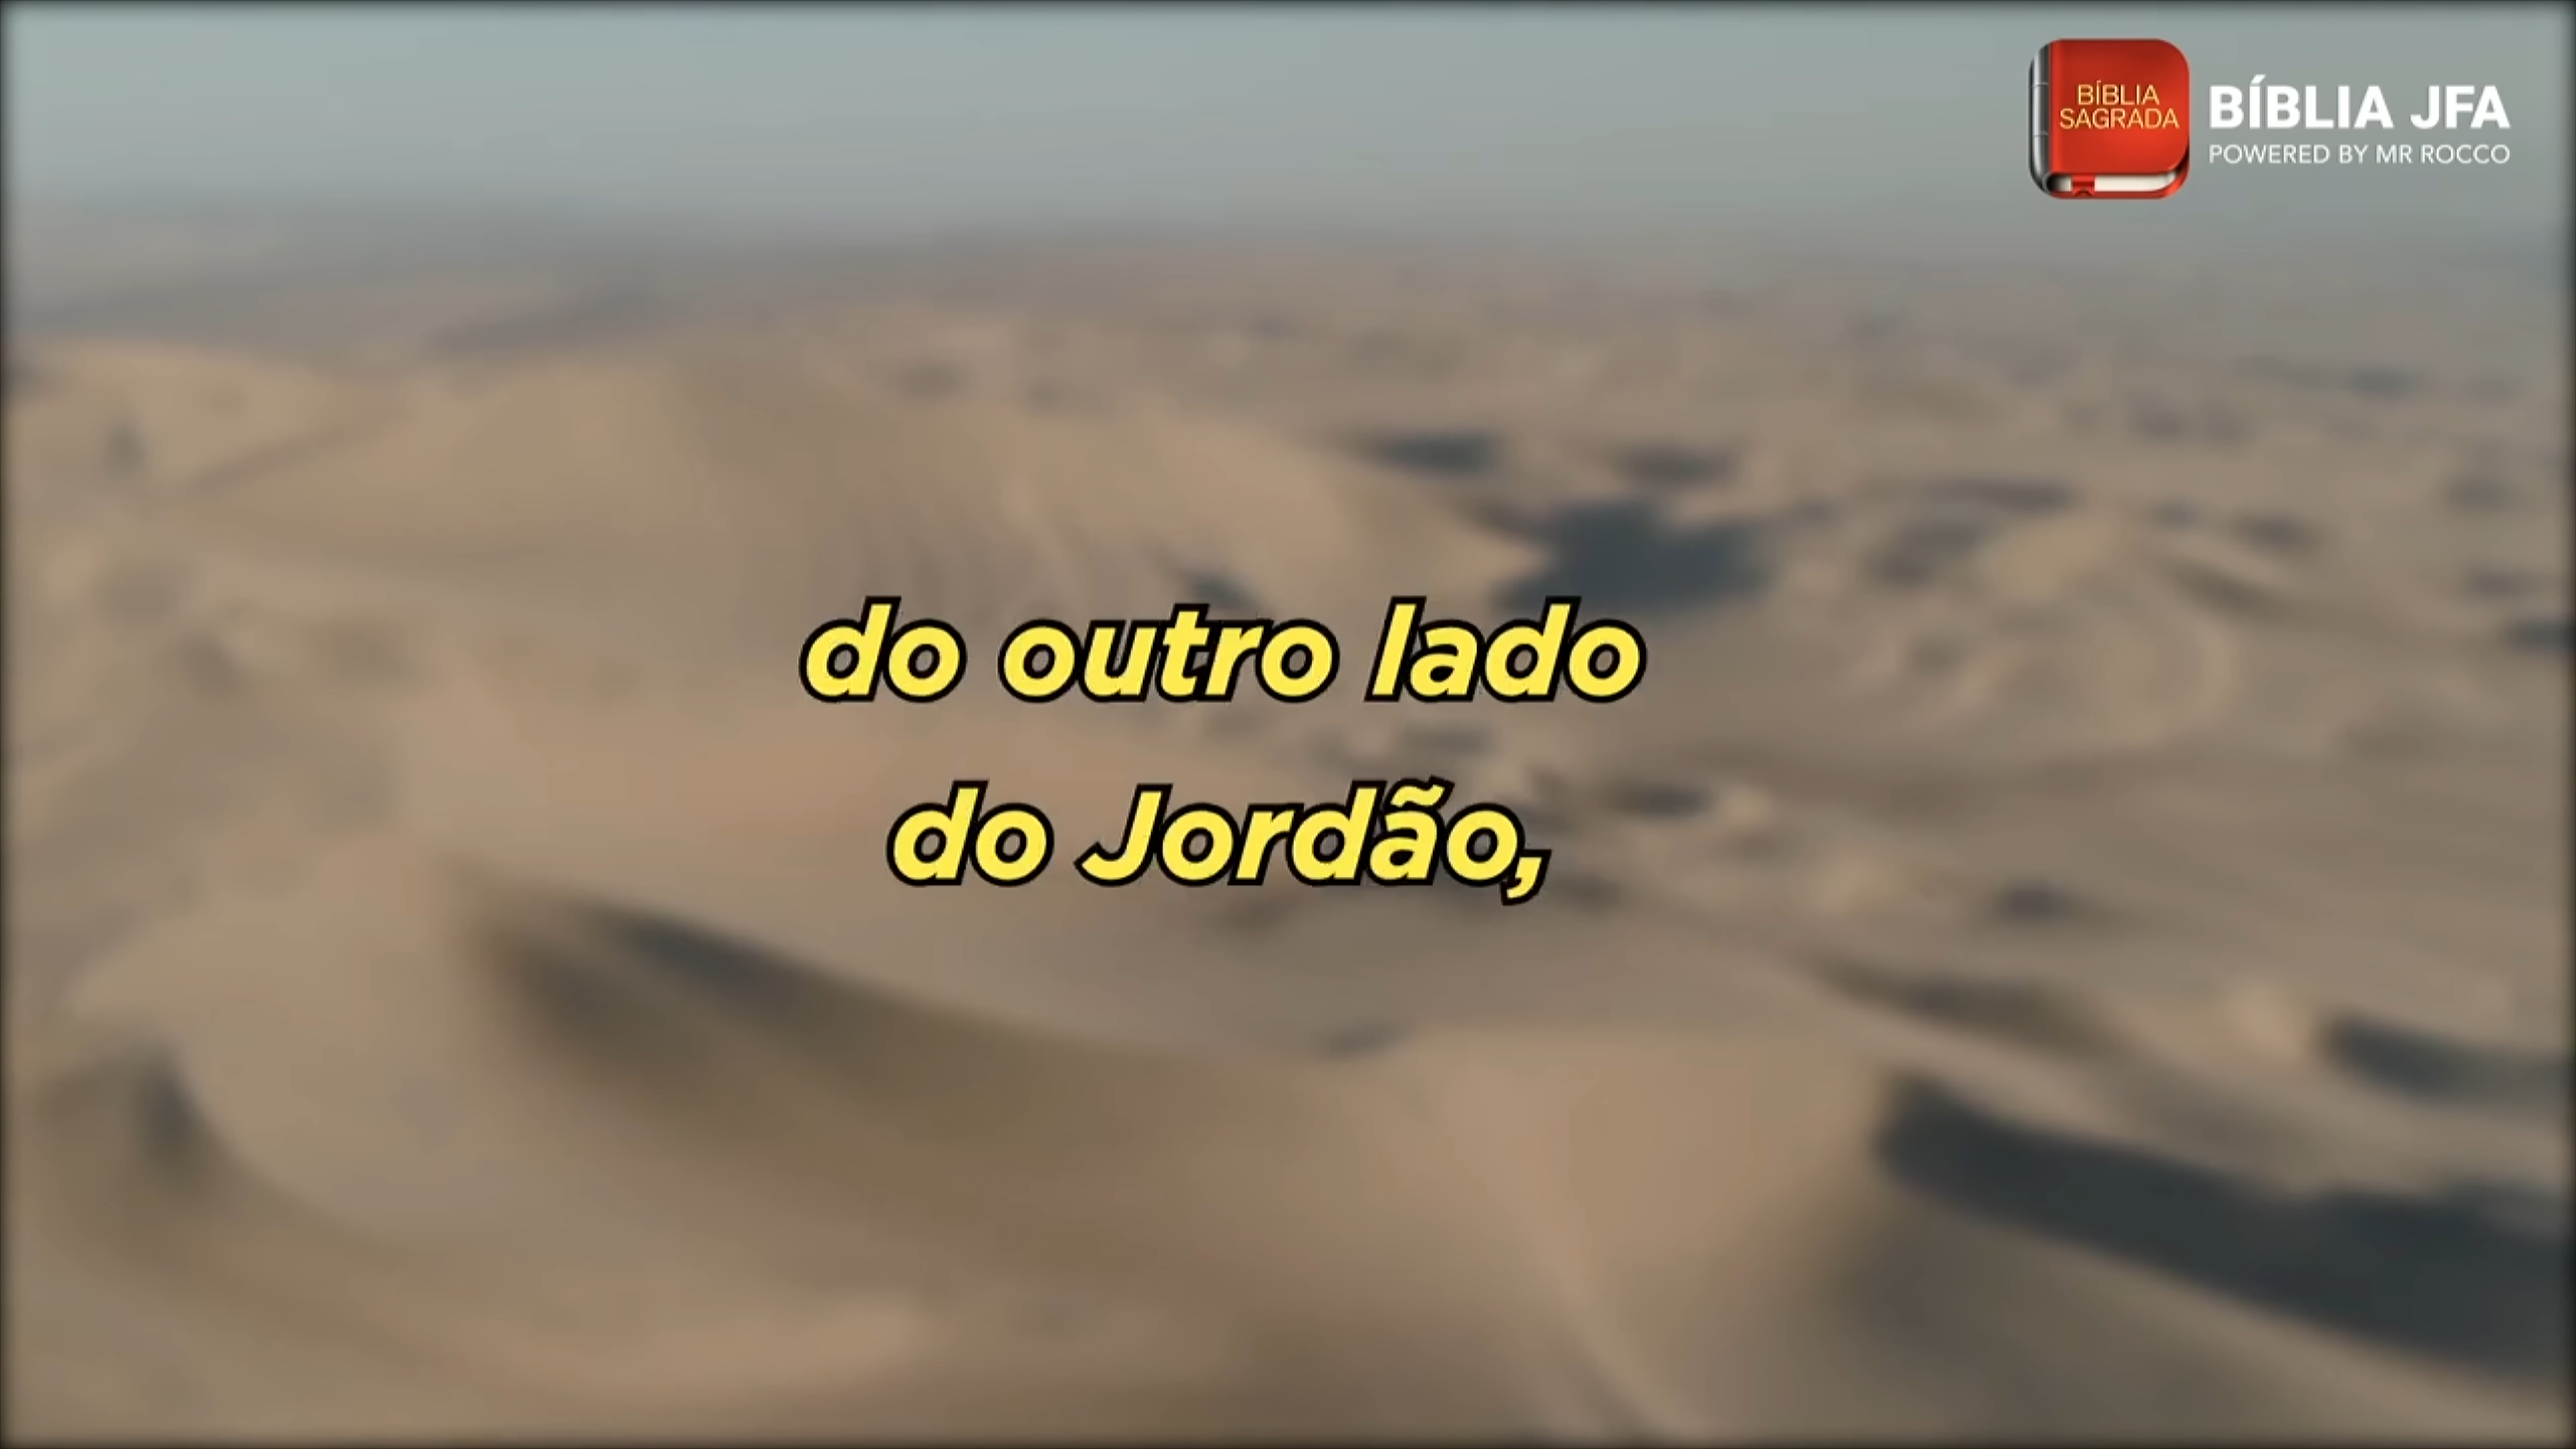 BÍBLIA
SAGRADA
BÍBLIA JFA
POWERED BY MR ROCCO
do outro lado
do Jordão,